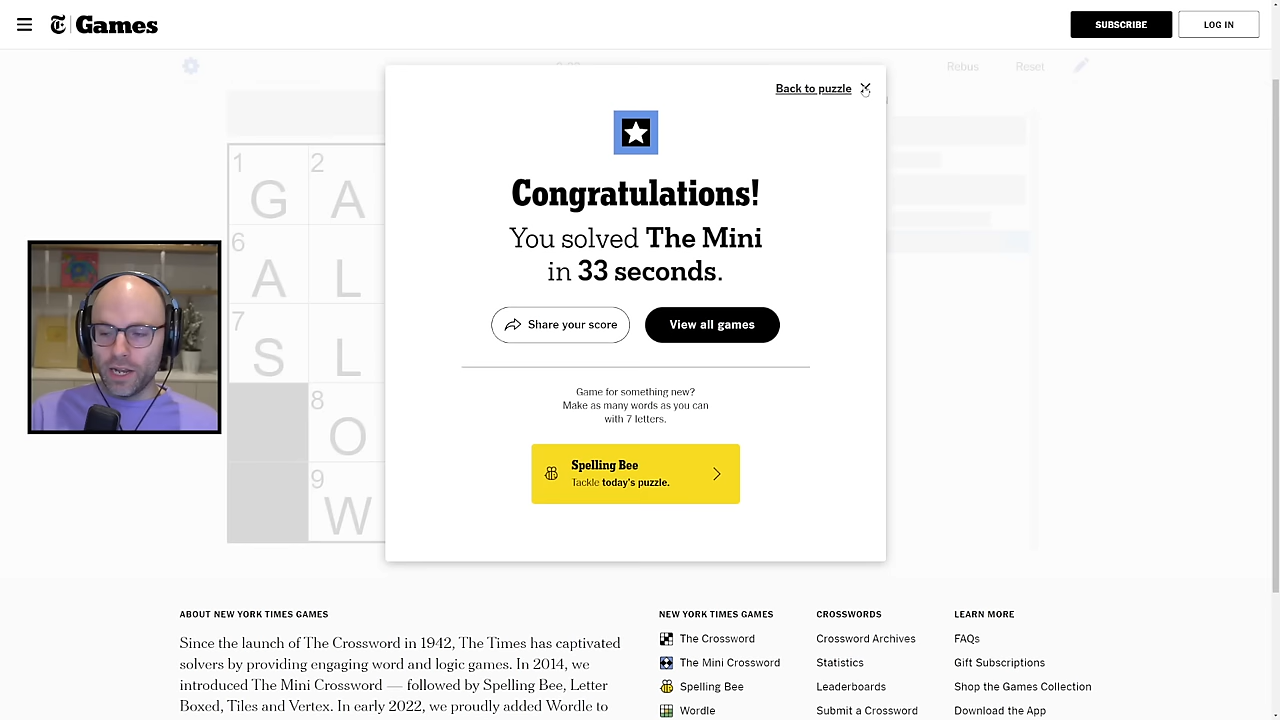 Games
SUBSCRIBE
LOG IN
Rebus
Reset
Back to puzzle
1
G
2
A
6
A
L
7
S
L
8
O
9
W
Congratulations!
You solved The Mini
in 33 seconds.
Share your score
View all games
Game for something new?
Make as many words as you can
with 7 letters.
Spelling Bee
Tackle today's puzzle.
ABOUT NEW YORK TIMES GAMES
Since the launch of The Crossword in 1942, The Times has captivated
solvers by providing engaging word and logic games. In 2014, we
introduced The Mini Crossword — followed by Spelling Bee, Letter
Boxed, Tiles and Vertex. In early 2022, we proudly added Wordle to
NEW YORK TIMES GAMES
The Crossword
The Mini Crossword
Spelling Bee
Wordle
CROSSWORDS
Crossword Archives
Statistics
Leaderboards
Submit a Crossword
LEARN MORE
FAQs
Gift Subscriptions
Shop the Games Collection
Download the App